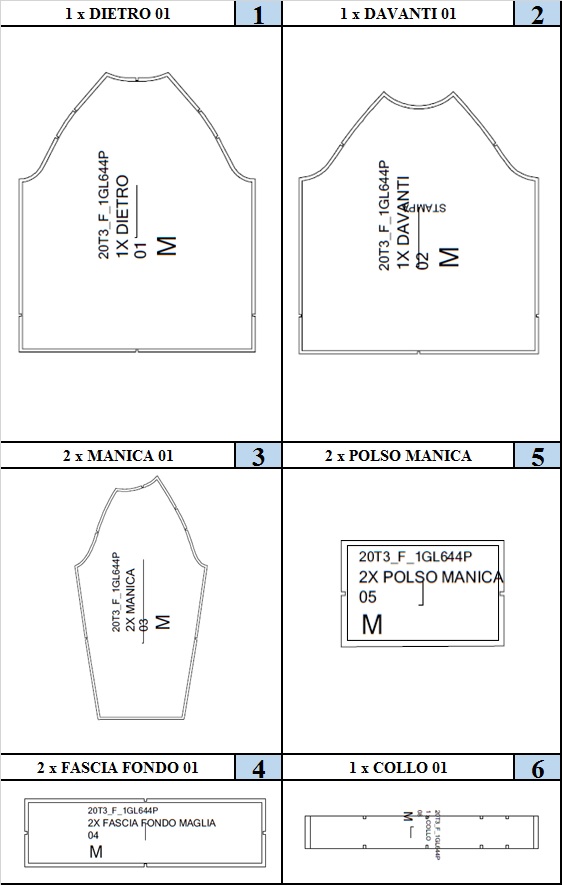 1 x DIETRO 01
1
1 x DAVANTI 01
2
20T3_F_1GL644P
1X DIETRO
01
M
20T3_F_1GL644P
1X DAVANTI
STAMPA
02
M
2 x MANICA 01
3
2 x POLSO MANICA
5
20T3_F_1GL644P
2X MANICA
03
M
20T3_F_1GL644P
2X POLSO MANICA
05
M
2 x FASCIA FONDO 01
4
1 x COLLO 01
6
20T3_F_1GL644P
2X FASCIA FONDO MAGLIA
04
M
20T3_F_1GL644P
COLLO
M